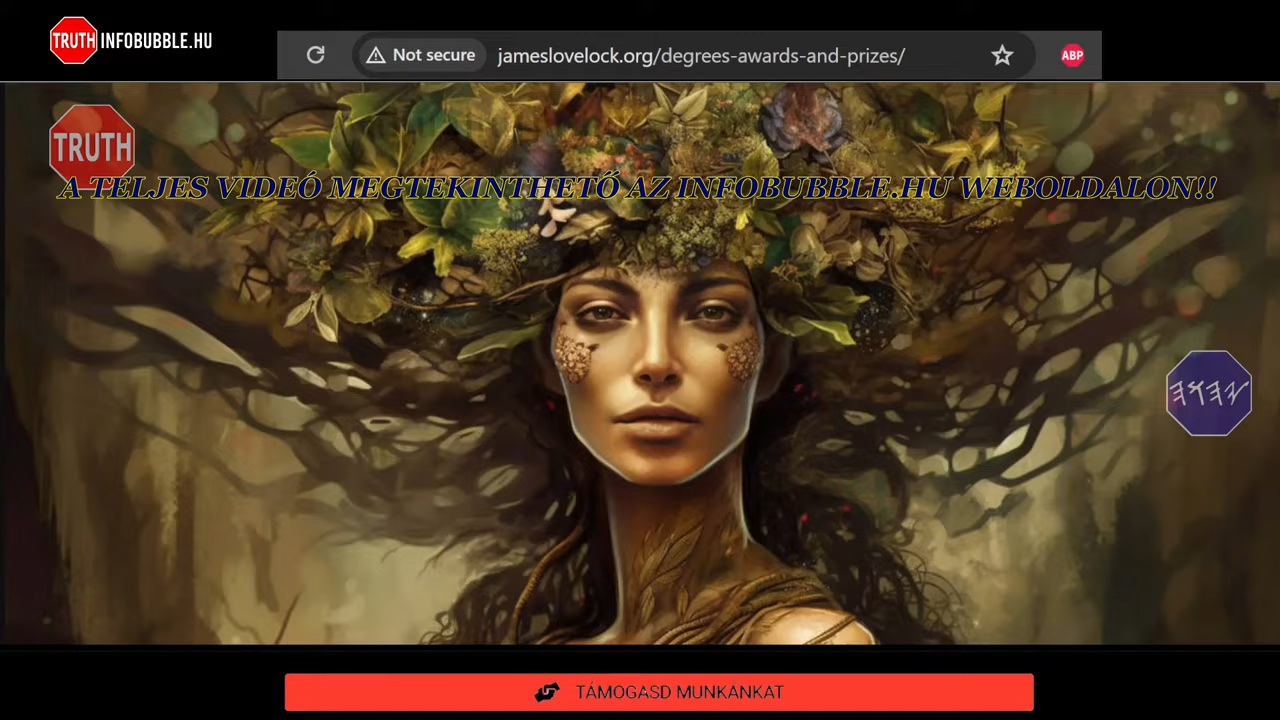 TRUTH INFOBUBBLE.HU
Not secure jameslovelock.org/degrees-awards-and-prizes/ ABP
TRUTH
A TELJES VIDEÓ MEGTEKINTHETŐ AZ INFOBUBBLE.HU WEBOLDALON!!
𐤉𐤄𐤅𐤄
TÁMOGASD MUNKÁNKAT